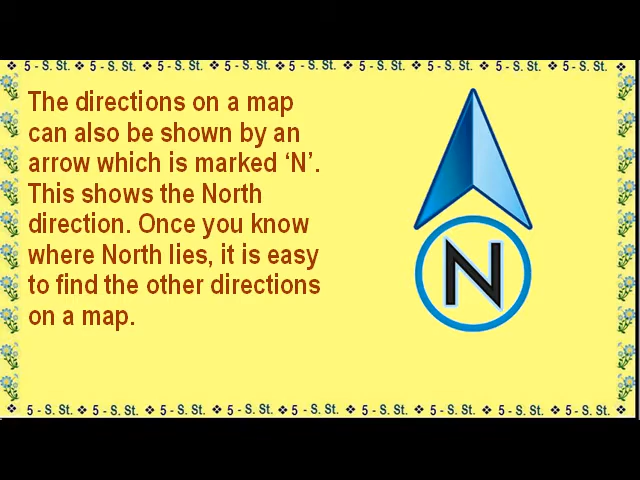 ❖ 5 - S. St. ❖ 5 - S. St. ❖ 5 - S. St. ❖ 5 - S. St. ❖ 5 - S. St. ❖ 5 - S. St. ❖ 5 - S. St. ❖ 5 - S. St. ❖ 5 - S. St. ❖
The directions on a map
can also be shown by an
arrow which is marked ‘N’.
This shows the North
direction. Once you know
where North lies, it is easy
to find the other directions
on a map.
N
❖ 5 - S. St. ❖ 5 - S. St. ❖ 5 - S. St. ❖ 5 - S. St. ❖ 5 - S. St. ❖ 5 - S. St. ❖ 5 - S. St. ❖ 5 - S. St. ❖ 5 - S. St. ❖